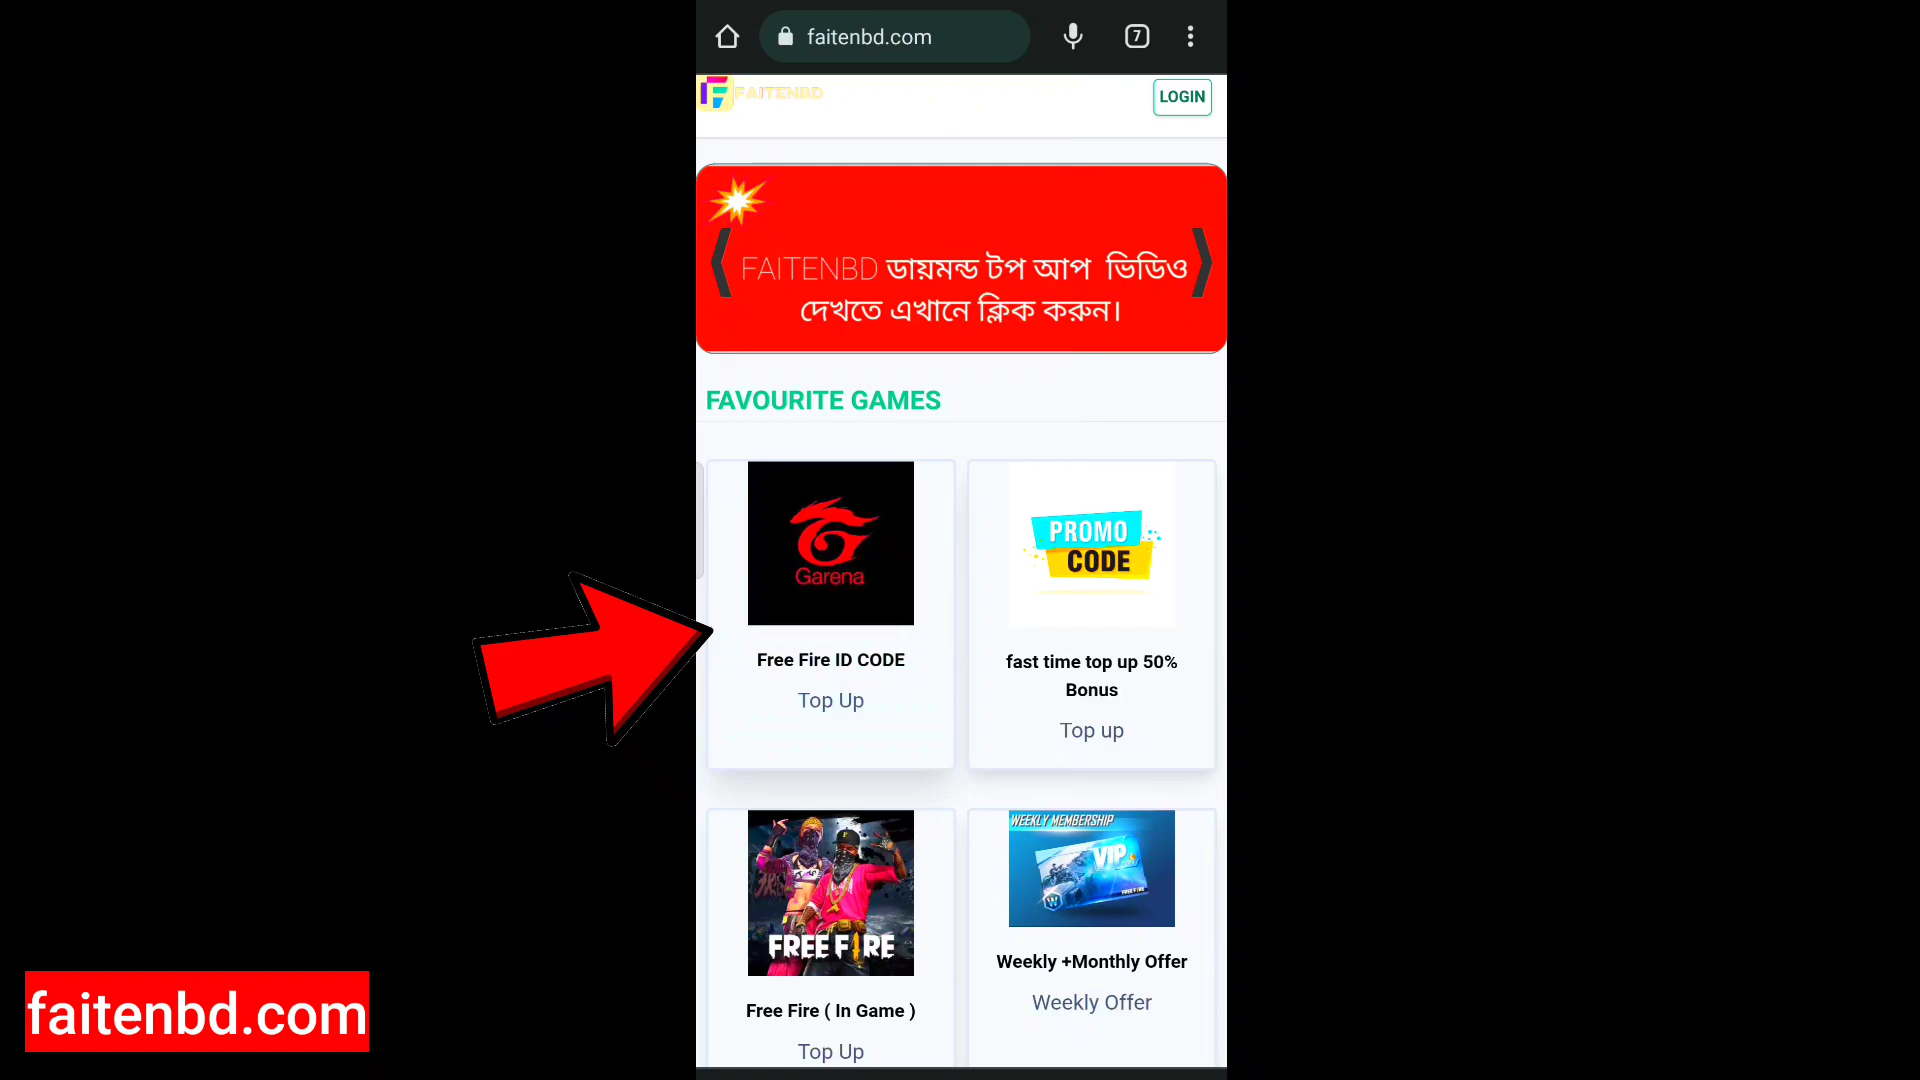 faitenbd.com
7
FAITENBD
LOGIN
FAITENBD ডায়মন্ড টপ আপ ভিডিও
দেখতে এখানে ক্লিক করুন।
FAVOURITE GAMES
Garena
Free Fire ID CODE
Top Up
PROMO
CODE
fast time top up 50%
Bonus
Top up
FREE FIRE
Free Fire ( In Game )
Top Up
WEEKLY MEMBERSHIP
VIP
W
FREE FIRE
Weekly +Monthly Offer
Weekly Offer
faitenbd.com